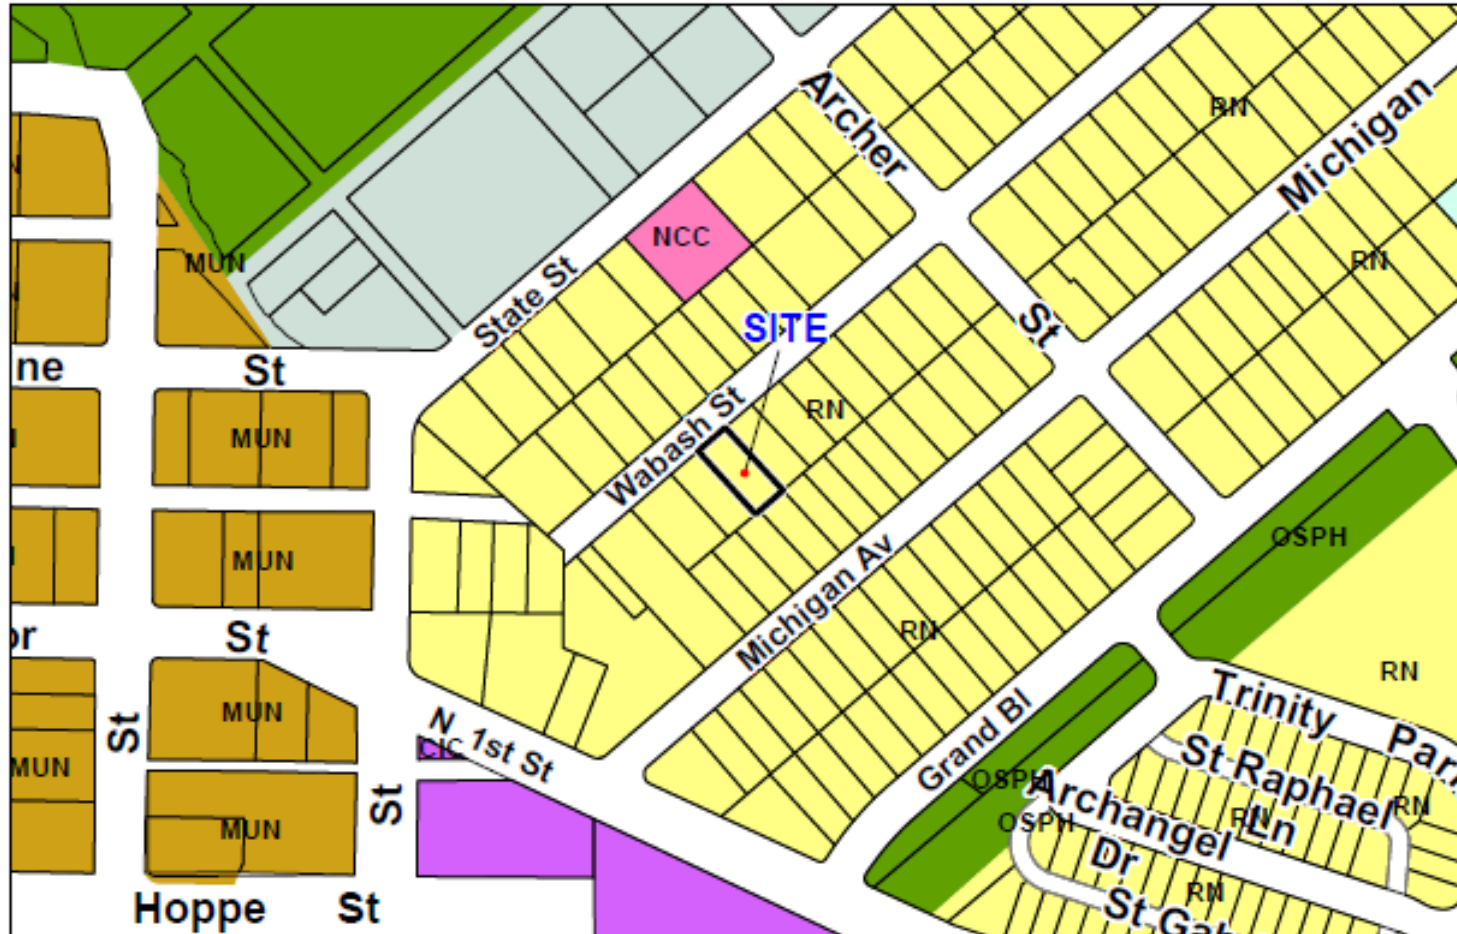 Archer
St
Michigan
RN
RN
NCC
MUN
State St
SITE
ne
St
MUN
Wabash St
RN
MUN
OSPH
Michigan Av
RN
St
MUN
St
MUN
N 1st St
CIC
St
Grand Bl
RN
Trinity
Park
St Raphael
Ln
RN
RN
OSPH
OSPH
Archangel
Dr
RN
MUN
Hoppe
St